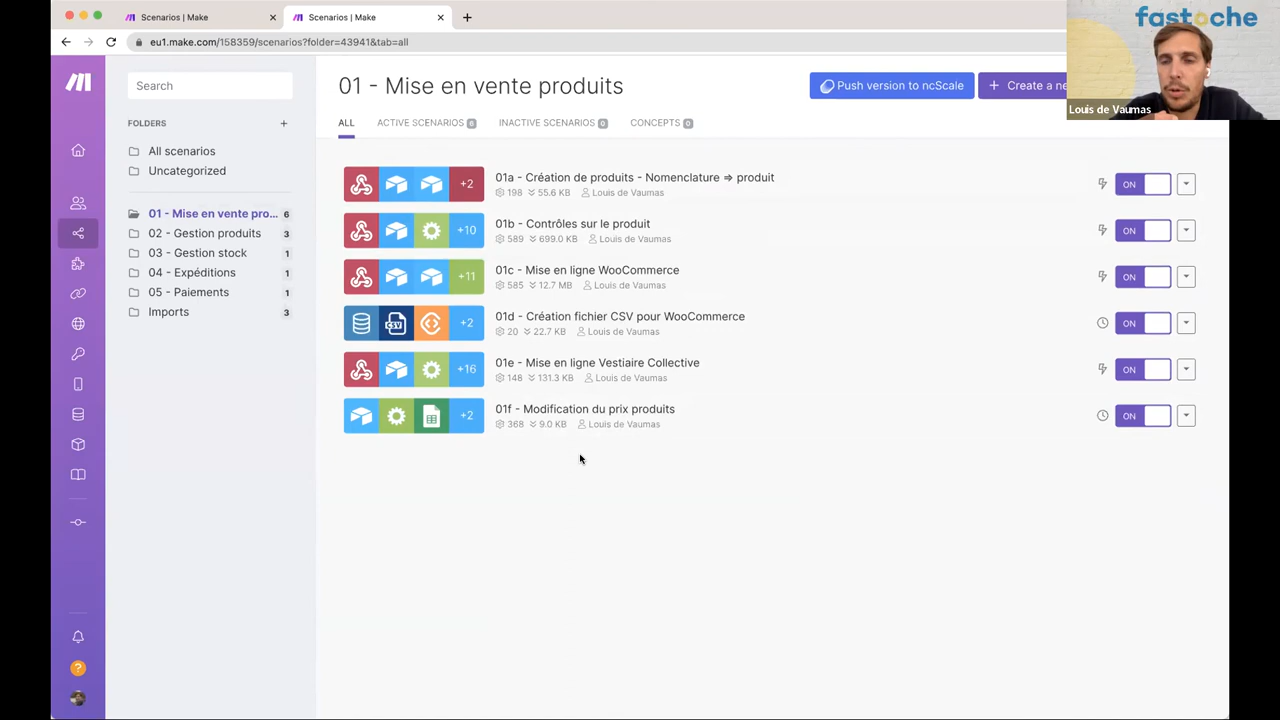 Scenarios | Make
Scenarios | Make
eu1.make.com/158359/scenarios?folder=43941&tab=all
fastoche
Louis de Vaumas
Search
FOLDERS
All scenarios
Uncategorized
01 - Mise en vente pro... 6
02 - Gestion produits 3
03 - Gestion stock 1
04 - Expéditions 1
05 - Paiements 1
Imports 3
01 - Mise en vente produits
Push version to ncScale
+ Create a ne
ALL ACTIVE SCENARIOS 6 INACTIVE SCENARIOS 0 CONCEPTS 0
+2
01a - Création de produits - Nomenclature => produit
198 55.6 KB Louis de Vaumas
ON
+10
01b - Contrôles sur le produit
589 699.0 KB Louis de Vaumas
ON
+11
01c - Mise en ligne WooCommerce
585 12.7 MB Louis de Vaumas
ON
CSV
+2
01d - Création fichier CSV pour WooCommerce
20 22.7 KB Louis de Vaumas
ON
+16
01e - Mise en ligne Vestiaire Collective
148 131.3 KB Louis de Vaumas
ON
+2
01f - Modification du prix produits
368 9.0 KB Louis de Vaumas
ON
?